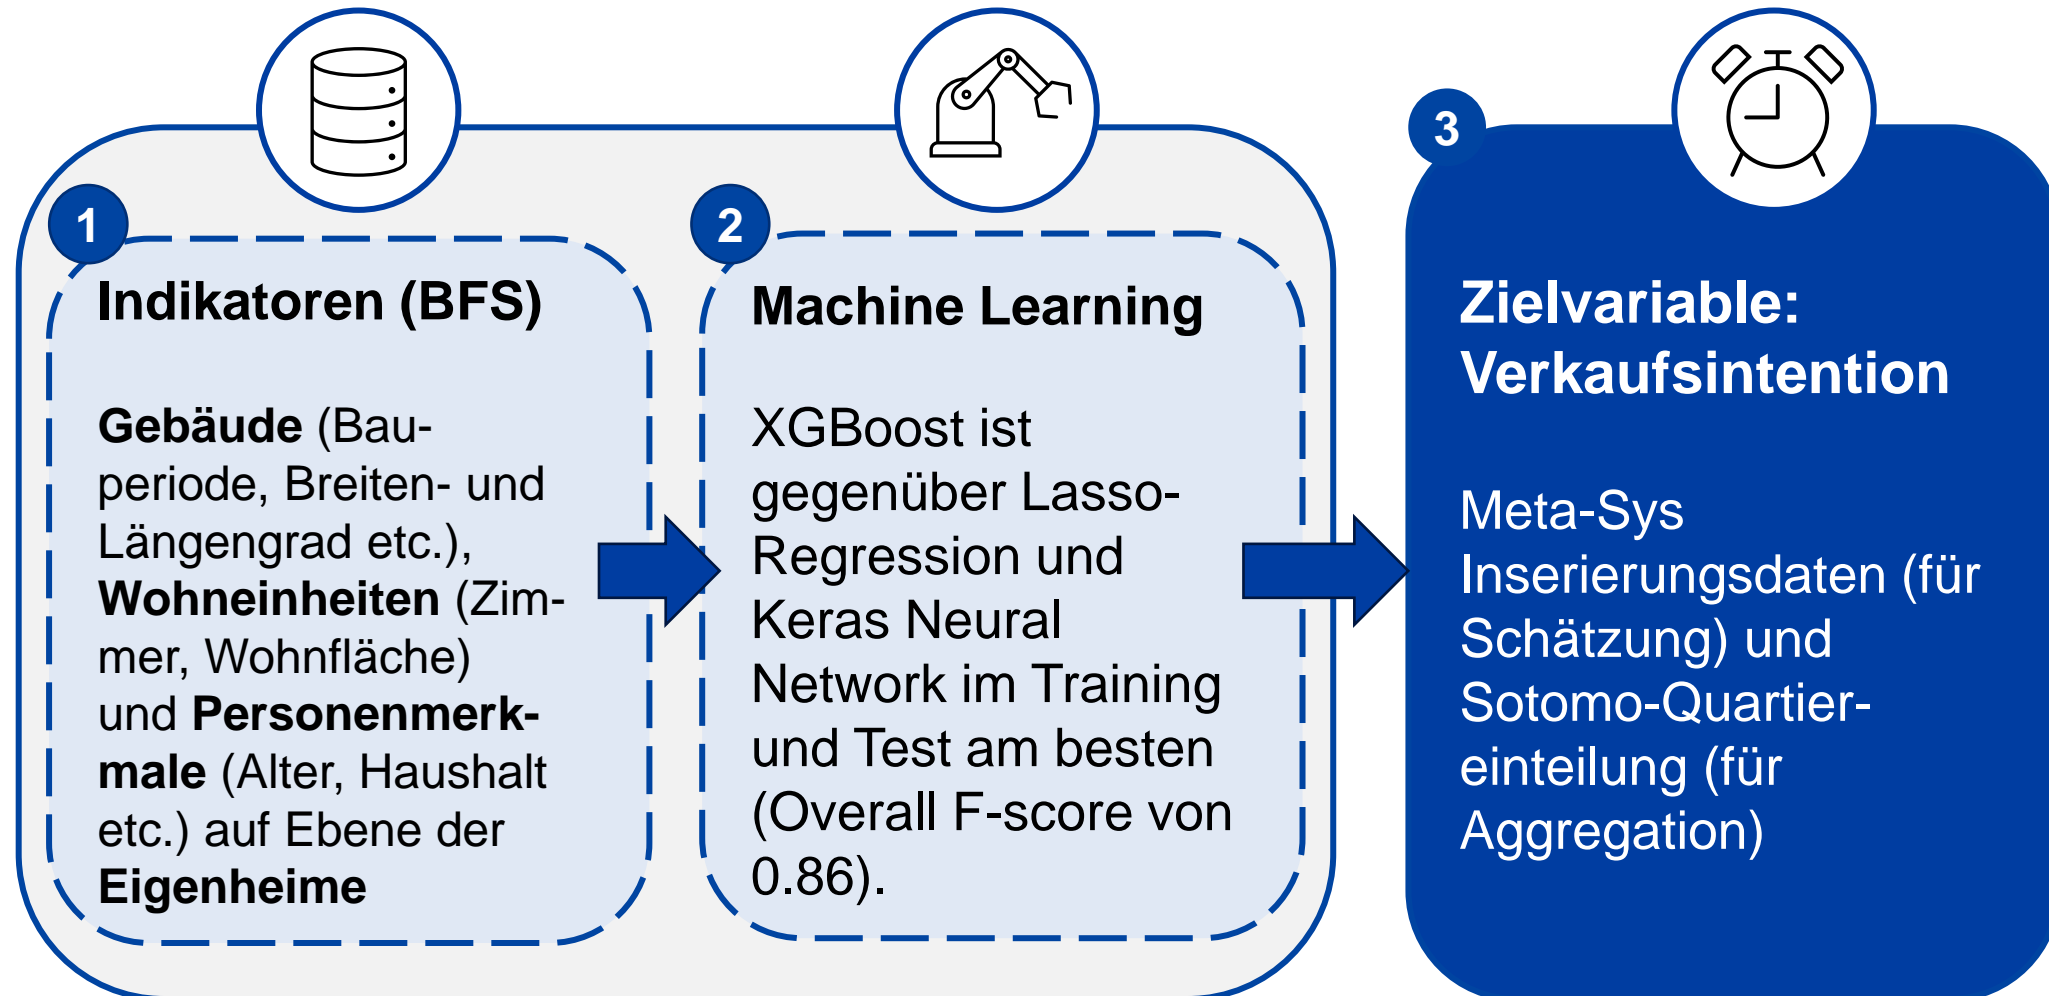 1
Indikatoren (BFS)
Gebäude (Bau-
periode, Breiten- und
Längengrad etc.),
Wohneinheiten (Zim-
mer, Wohnfläche)
und Personenmerk-
male (Alter, Haushalt
etc.) auf Ebene der
Eigenheime
2
Machine Learning
XGBoost ist
gegenüber Lasso-
Regression und
Keras Neural
Network im Training
und Test am besten
(Overall F-score von
0.86).
3
Zielvariable:
Verkaufsintention
Meta-Sys
Inserierungsdaten (für
Schätzung) und
Sotomo-Quartier-
einteilung (für
Aggregation)